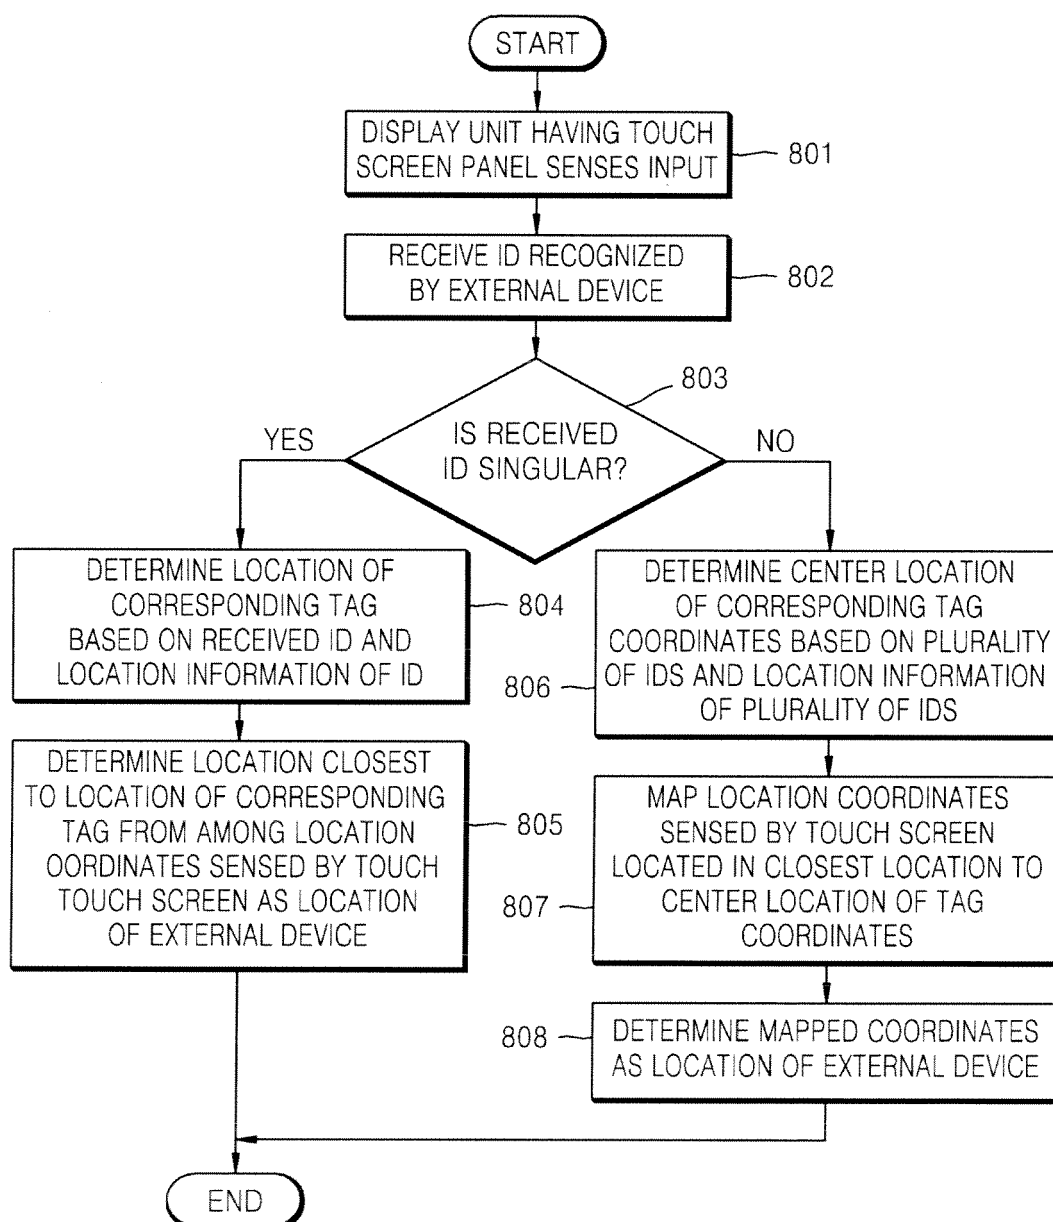 START
DISPLAY UNIT HAVING TOUCH
SCREEN PANEL SENSES INPUT
801
RECEIVE ID RECOGNIZED
BY EXTERNAL DEVICE
802
803
IS RECEIVED
ID SINGULAR?
YES
NO
DETERMINE LOCATION OF
CORRESPONDING TAG
BASED ON RECEIVED ID AND
LOCATION INFORMATION OF ID
804
DETERMINE LOCATION CLOSEST
TO LOCATION OF CORRESPONDING
TAG FROM AMONG LOCATION
OORDINATES SENSED BY TOUCH
TOUCH SCREEN AS LOCATION
OF EXTERNAL DEVICE
805
DETERMINE CENTER LOCATION
OF CORRESPONDING TAG
COORDINATES BASED ON PLURALITY
OF IDS AND LOCATION INFORMATION
OF PLURALITY OF IDS
806
MAP LOCATION COORDINATES
SENSED BY TOUCH SCREEN
LOCATED IN CLOSEST LOCATION TO
CENTER LOCATION OF TAG
COORDINATES
807
DETERMINE MAPPED COORDINATES
AS LOCATION OF EXTERNAL DEVICE
808
END